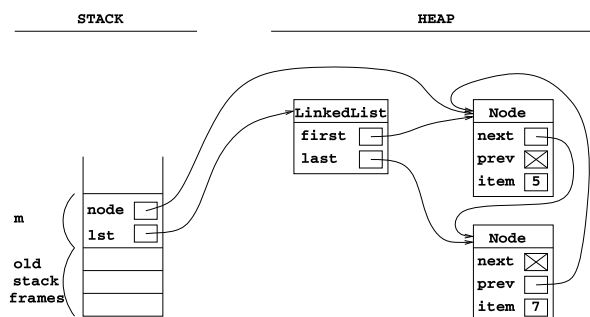 STACK
HEAP
LinkedList
first
last
Node
next
prev
item 5
node
lst
m
old
stack
frames
Node
next
prev
item 7